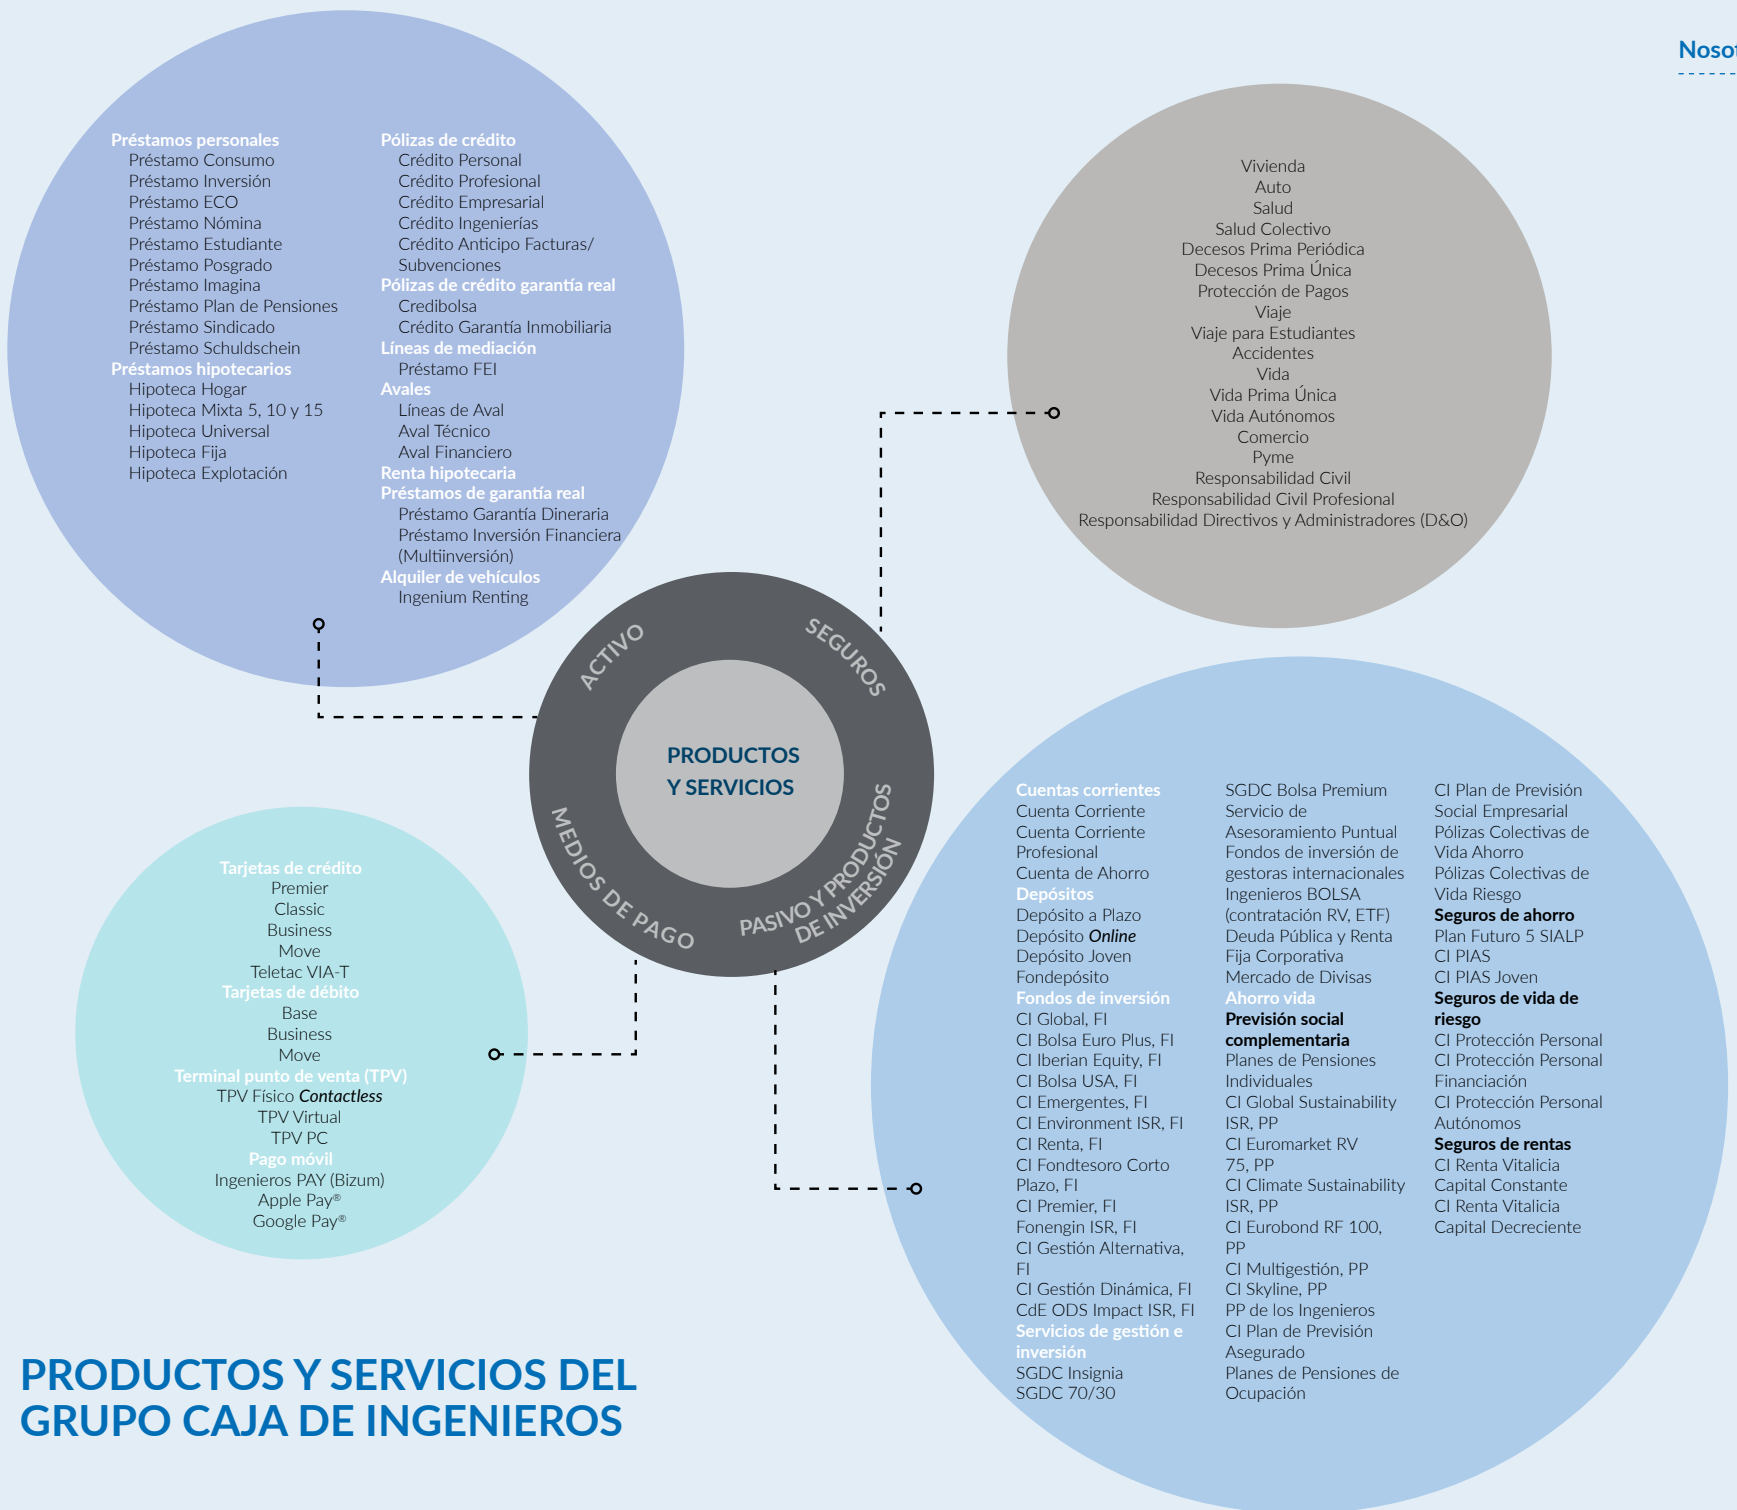 Préstamos personales
Préstamo Consumo
Préstamo Inversión
Préstamo ECO
Préstamo Nómina
Préstamo Estudiante
Préstamo Posgrado
Préstamo Imagina
Préstamo Plan de Pensiones
Préstamo Sindicado
Préstamo Schuldschein
Préstamos hipotecarios
Hipoteca Hogar
Hipoteca Mixta 5, 10 y 15
Hipoteca Universal
Hipoteca Fija
Hipoteca Explotación
Pólizas de crédito
Crédito Personal
Crédito Profesional
Crédito Empresarial
Crédito Ingenierías
Crédito Anticipo Facturas/
Subvenciones
Pólizas de crédito garantía real
Credibolsa
Crédito Garantía Inmobiliaria
Líneas de mediación
Préstamo FEI
Avales
Líneas de Aval
Aval Técnico
Aval Financiero
Renta hipotecaria
Préstamos de garantía real
Préstamo Garantía Dineraria
Préstamo Inversión Financiera
(Multiinversión)
Alquiler de vehículos
Ingenium Renting
Vivienda
Auto
Salud
Salud Colectivo
Decesos Prima Periódica
Decesos Prima Única
Protección de Pagos
Viaje
Viaje para Estudiantes
Accidentes
Vida
Vida Prima Única
Vida Autónomos
Comercio
Pyme
Responsabilidad Civil
Responsabilidad Civil Profesional
Responsabilidad Directivos y Administradores (D&O)
ACTIVO
SEGUROS
PRODUCTOS
Y SERVICIOS
MEDIOS DE PAGO
PASIVO Y PRODUCTOS
DE INVERSIÓN
Tarjetas de crédito
Premier
Classic
Business
Move
Teletac VIA-T
Tarjetas de débito
Base
Business
Move
Terminal punto de venta (TPV)
TPV Físico Contactless
TPV Virtual
TPV PC
Pago móvil
Ingenieros PAY (Bizum)
Apple Pay®
Google Pay®
Cuentas corrientes
Cuenta Corriente
Cuenta Corriente
Profesional
Cuenta de Ahorro
Depósitos
Depósito a Plazo
Depósito Online
Depósito Joven
Fondepósito
Fondos de inversión
CI Global, FI
CI Bolsa Euro Plus, FI
CI Iberian Equity, FI
CI Bolsa USA, FI
CI Emergentes, FI
CI Environment ISR, FI
CI Renta, FI
CI Fondtesoro Corto
Plazo, FI
CI Premier, FI
Fonengin ISR, FI
CI Gestión Alternativa,
FI
CI Gestión Dinámica, FI
CdE ODS Impact ISR, FI
Servicios de gestión e
inversión
SGDC Insignia
SGDC 70/30
SGDC Bolsa Premium
Servicio de
Asesoramiento Puntual
Fondos de inversión de
gestoras internacionales
Ingenieros BOLSA
(contratación RV, ETF)
Deuda Pública y Renta
Fija Corporativa
Mercado de Divisas
Ahorro vida
Previsión social
complementaria
Planes de Pensiones
Individuales
CI Global Sustainability
ISR, PP
CI Euromarket RV
75, PP
CI Climate Sustainability
ISR, PP
CI Eurobond RF 100,
PP
CI Multigestión, PP
CI Skyline, PP
PP de los Ingenieros
CI Plan de Previsión
Asegurado
Planes de Pensiones de
Ocupación
CI Plan de Previsión
Social Empresarial
Pólizas Colectivas de
Vida Ahorro
Pólizas Colectivas de
Vida Riesgo
Seguros de ahorro
Plan Futuro 5 SIALP
CI PIAS
CI PIAS Joven
Seguros de vida de
riesgo
CI Protección Personal
CI Protección Personal
Financiación
CI Protección Personal
Autónomos
Seguros de rentas
CI Renta Vitalicia
Capital Constante
CI Renta Vitalicia
Capital Decreciente
PRODUCTOS Y SERVICIOS DEL
GRUPO CAJA DE INGENIEROS